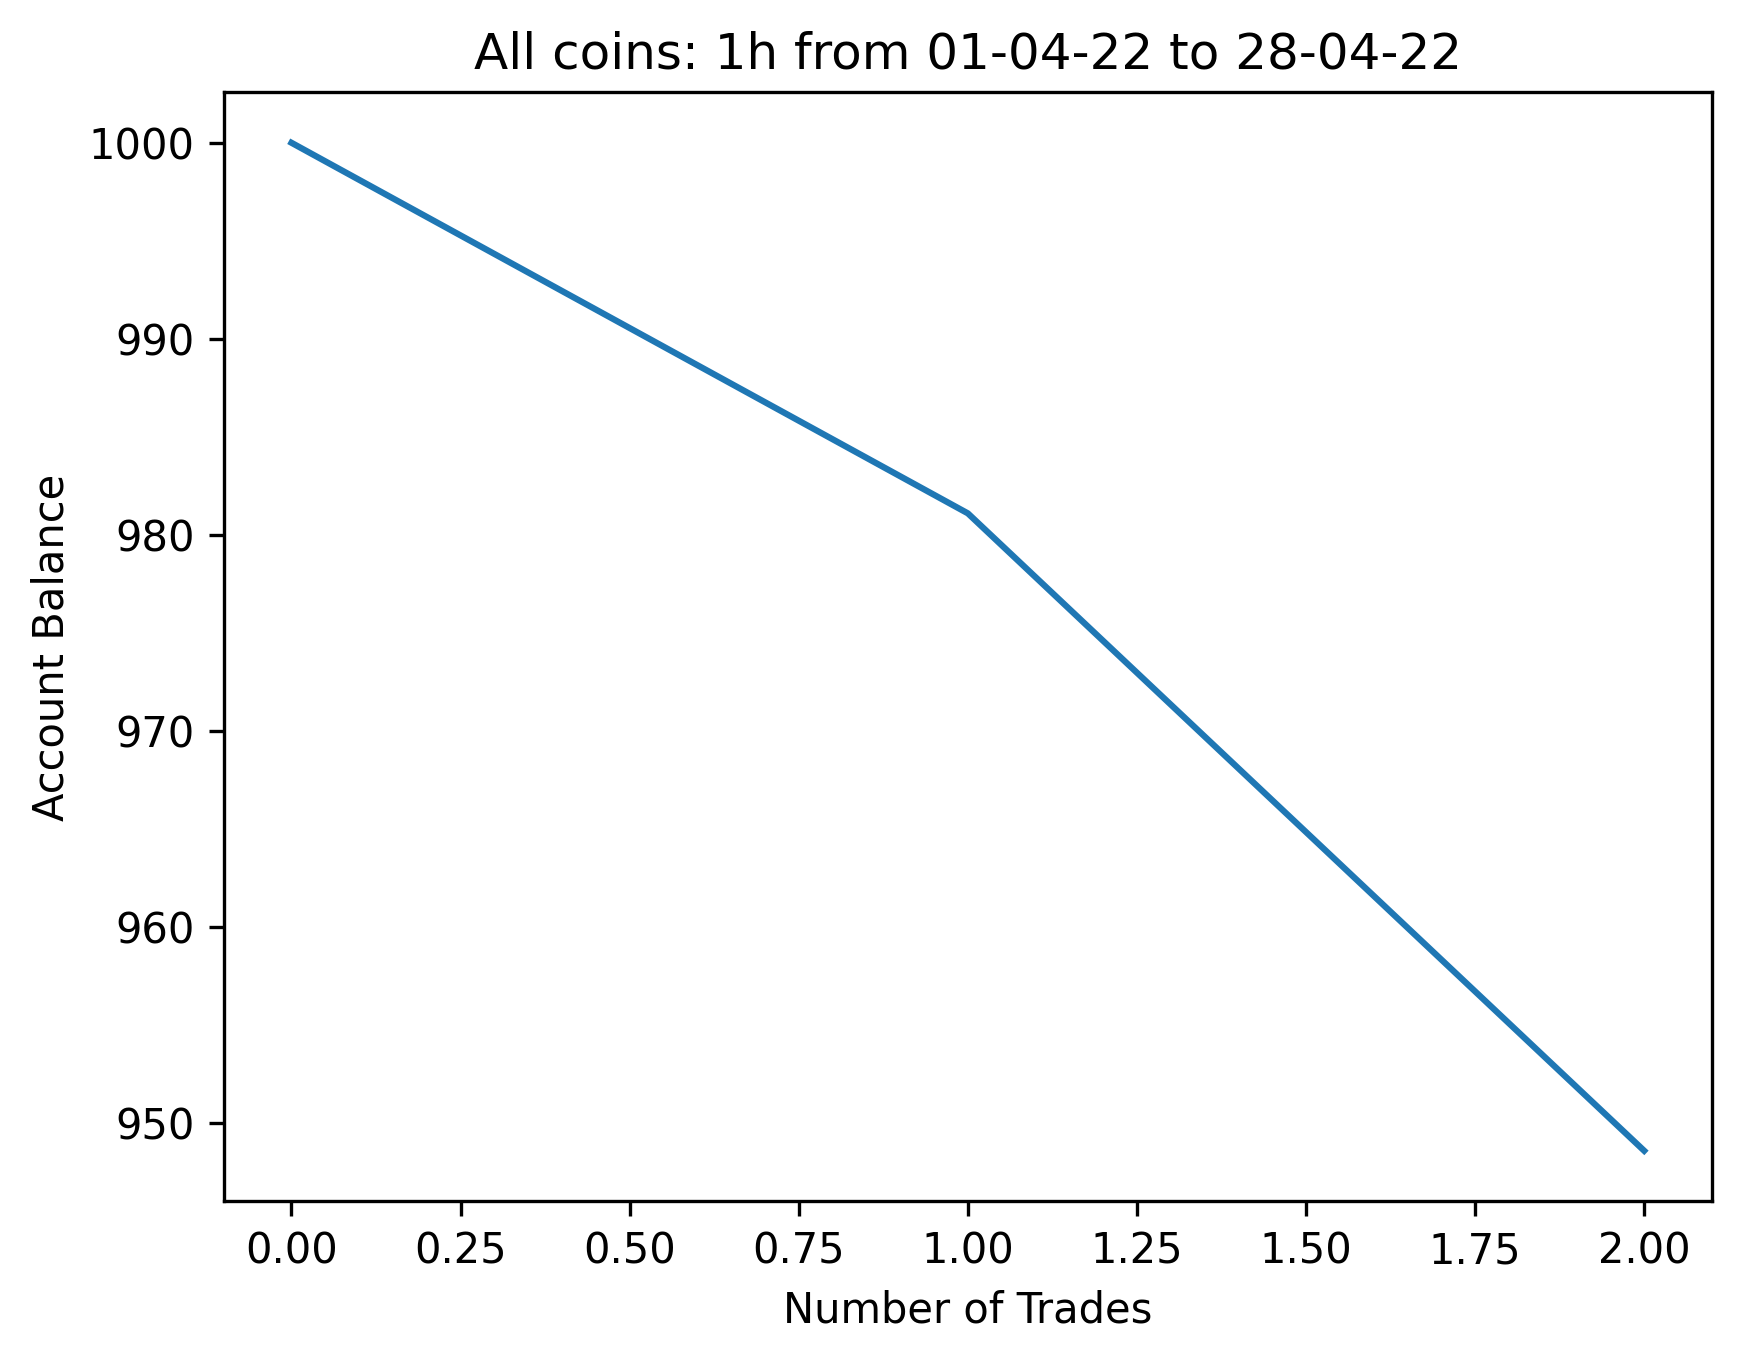 All coins: 1h from 01-04-22 to 28-04-22
1000
990
980
970
960
950
Account Balance
0.00 0.25 0.50 0.75 1.00 1.25 1.50 1.75 2.00
Number of Trades